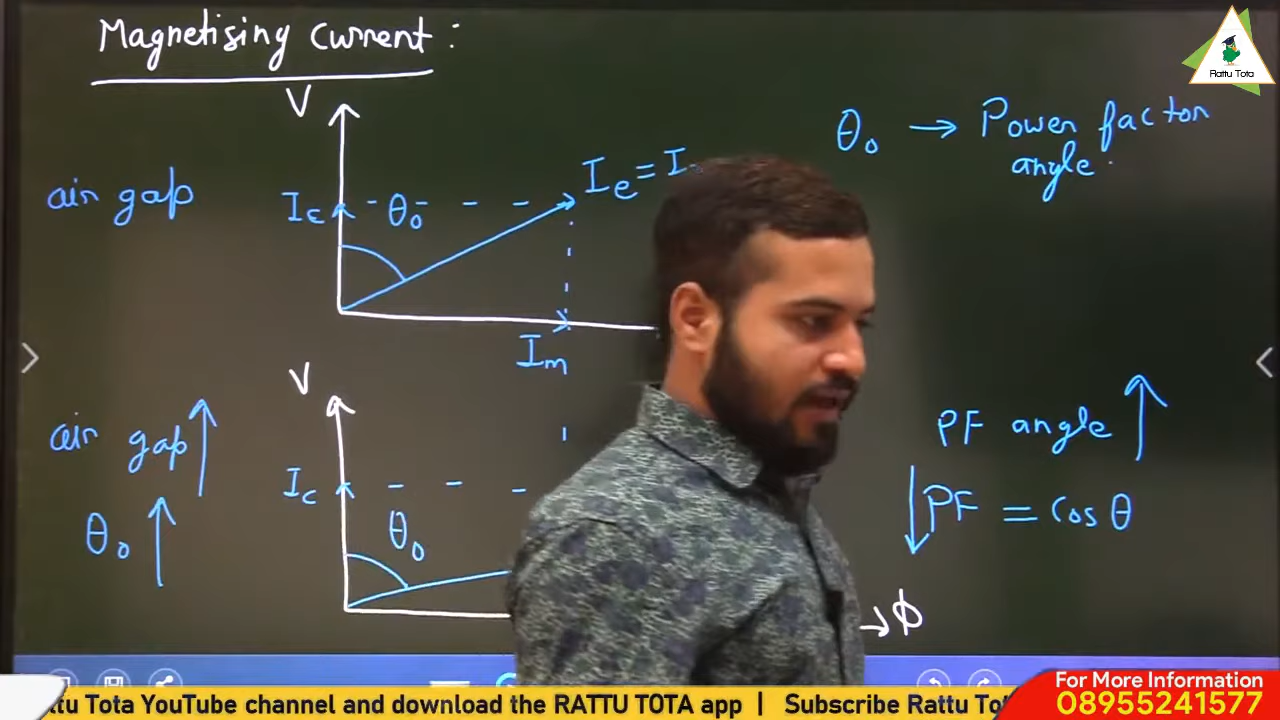 Magnetising Current :
Rattu Tota
V
θ₀ → Power factor
angle.
air gap
Ic
θ₀
Ie = I
Im
V
air gap ↑
PF angle ↑
Ic
↓ PF = Cos θ
θ₀ ↑
θ₀
→ ϕ
For More Information
tu Tota YouTube channel and download the RATTU TOTA app | Subscribe Rattu To
08955241577